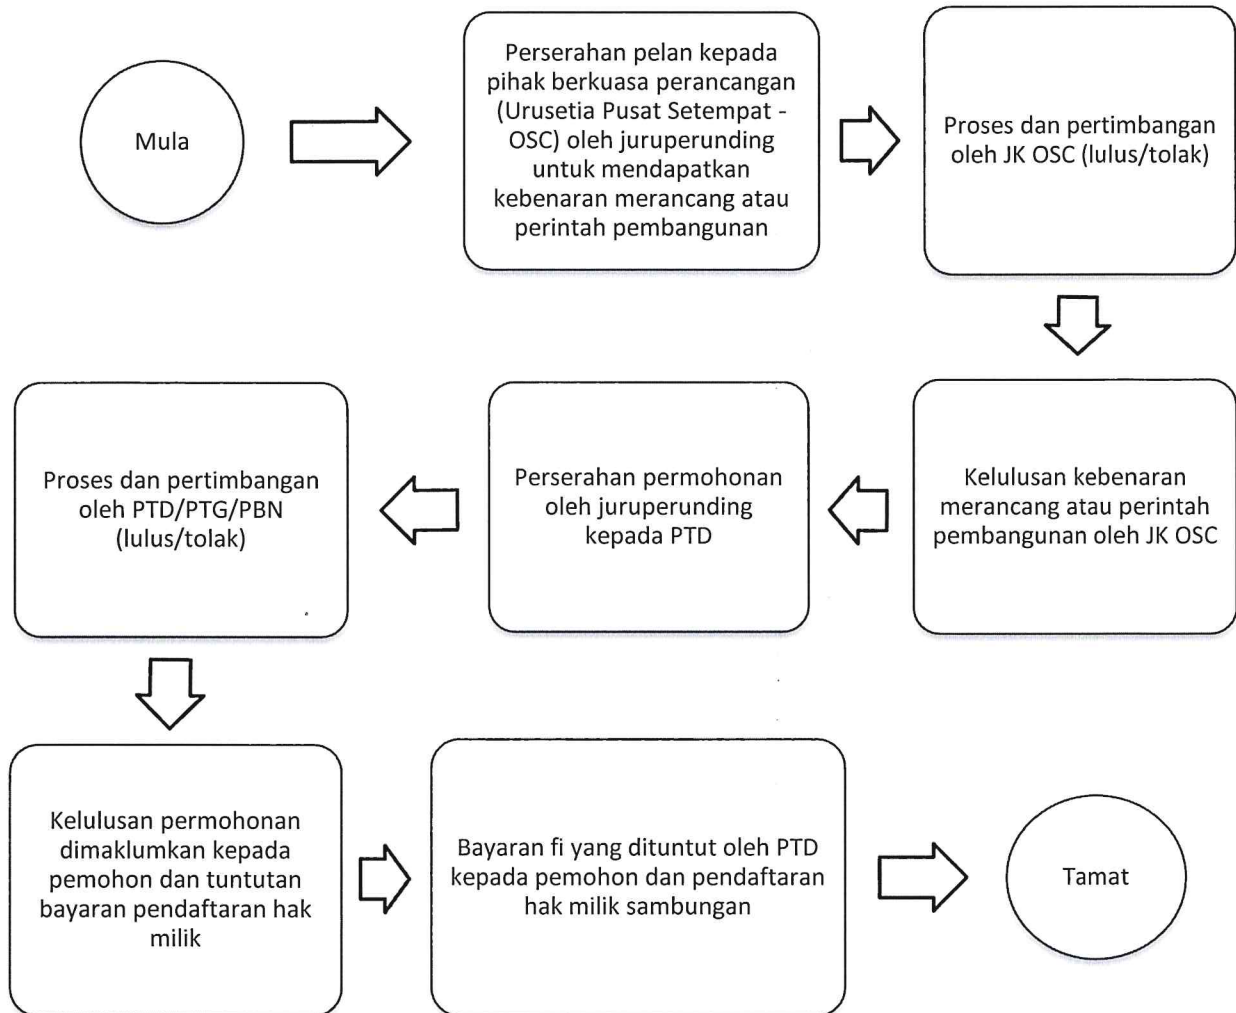 Mula
Perserahan pelan kepada
pihak berkuasa perancangan
(Urusetia Pusat Setempat -
OSC) oleh juruperunding
untuk mendapatkan
kebenaran merancang atau
perintah pembangunan
Proses dan pertimbangan
oleh JK OSC (lulus/tolak)
Kelulusan kebenaran
merancang atau perintah
pembangunan oleh JK OSC
Perserahan permohonan
oleh juruperunding
kepada PTD
Proses dan pertimbangan
oleh PTD/PTG/PBN
(lulus/tolak)
Kelulusan permohonan
dimaklumkan kepada
pemohon dan tuntutan
bayaran pendaftaran hak
milik
Bayaran fi yang dituntut oleh PTD
kepada pemohon dan pendaftaran
hak milik sambungan
Tamat